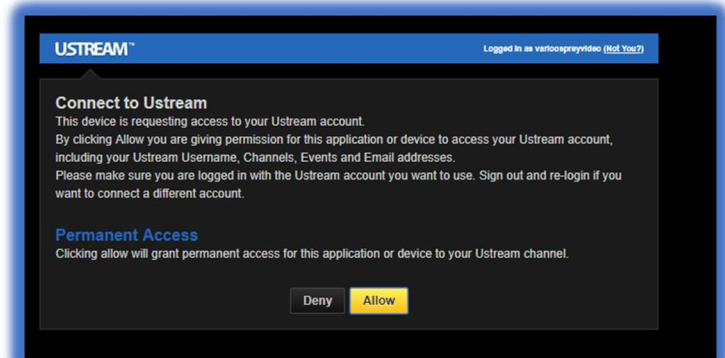 USTREAM™
Logged in as varioospreyvideo (Not You?)
Connect to Ustream
This device is requesting access to your Ustream account.
By clicking Allow you are giving permission for this application or device to access your Ustream account,
including your Ustream Username, Channels, Events and Email addresses.
Please make sure you are logged in with the Ustream account you want to use. Sign out and re-login if you
want to connect a different account.
Permanent Access
Clicking allow will grant permanent access for this application or device to your Ustream channel.
Deny
Allow